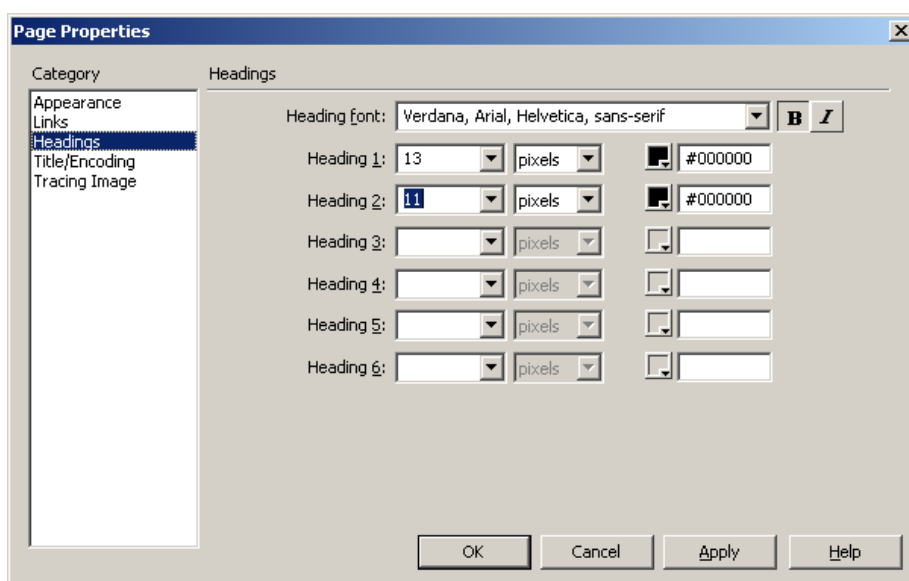 Page Properties
Category
Headings
Appearance
Links
Headings
Title/Encoding
Tracing Image
Heading font: Verdana, Arial, Helvetica, sans-serif B I
Heading 1: 13 pixels #000000
Heading 2: 11 pixels #000000
Heading 3: pixels
Heading 4: pixels
Heading 5: pixels
Heading 6: pixels
OK Cancel Apply Help